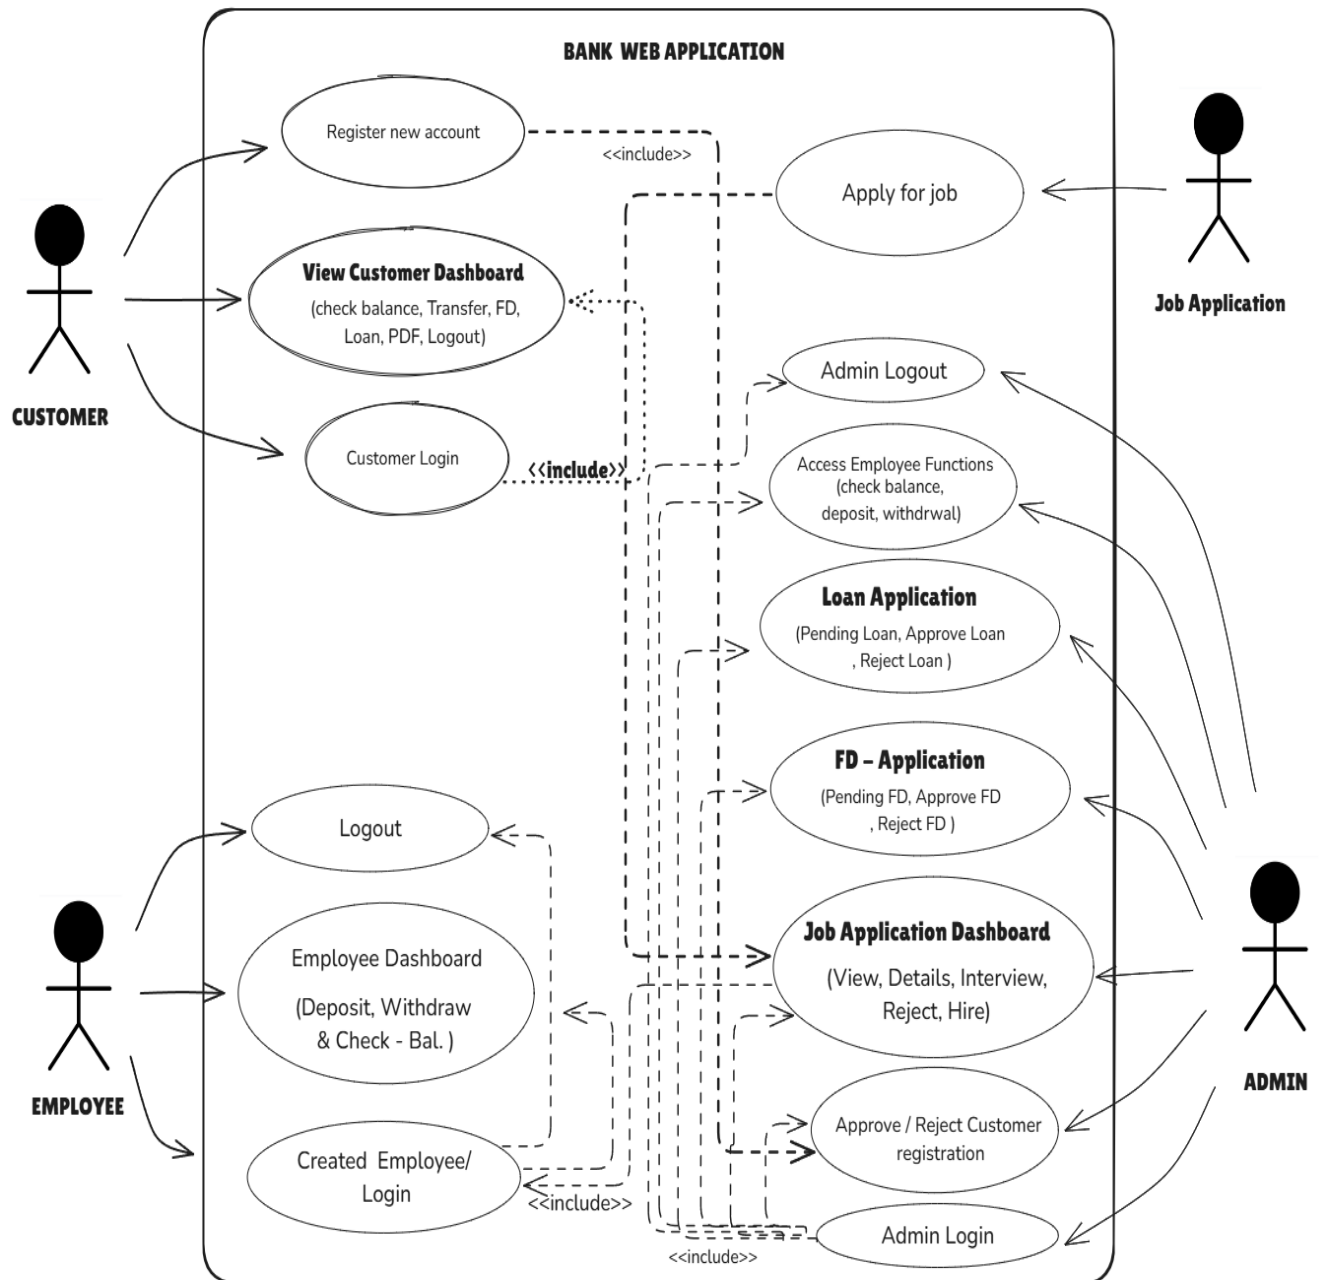 BANK WEB APPLICATION
Register new account
<<include>>
Apply for job
View Customer Dashboard
(check balance, Transfer, FD,
Loan, PDF, Logout)
Job Application
CUSTOMER
Admin Logout
Customer Login
<<include>>
Access Employee Functions
(check balance,
deposit, withdrwal)
Loan Application
(Pending Loan, Approve Loan
, Reject Loan )
FD – Application
(Pending FD, Approve FD
, Reject FD )
Logout
Employee Dashboard
(Deposit, Withdraw
& Check - Bal. )
Job Application Dashboard
(View, Details, Interview,
Reject, Hire)
EMPLOYEE
ADMIN
Created Employee/
Login
<<include>>
Approve / Reject Customer
registration
Admin Login
<<include>>